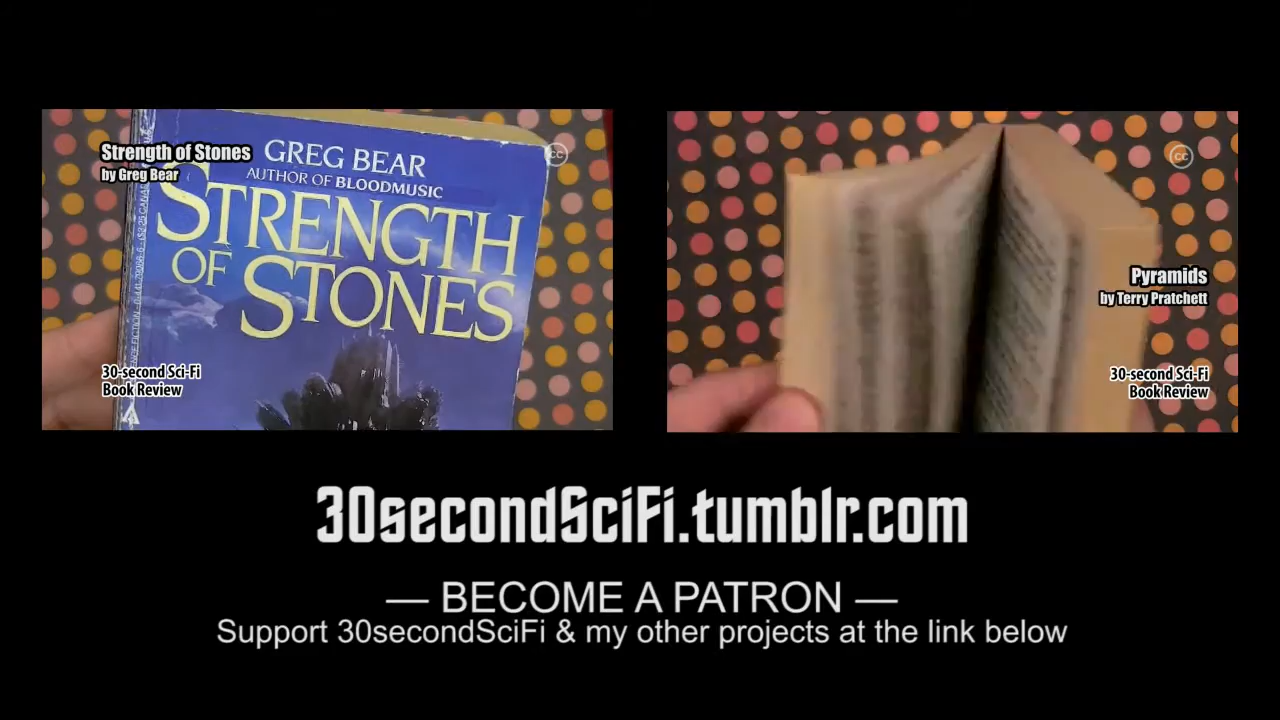 Strength of Stones
by Greg Bear
GREG BEAR
AUTHOR OF BLOODMUSIC
STRENGTH
OF STONES
30-second Sci-Fi
Book Review
CC
Pyramids
by Terry Pratchett
30-second Sci-Fi
Book Review
30secondSciFi.tumblr.com
— BECOME A PATRON —
Support 30secondSciFi & my other projects at the link below